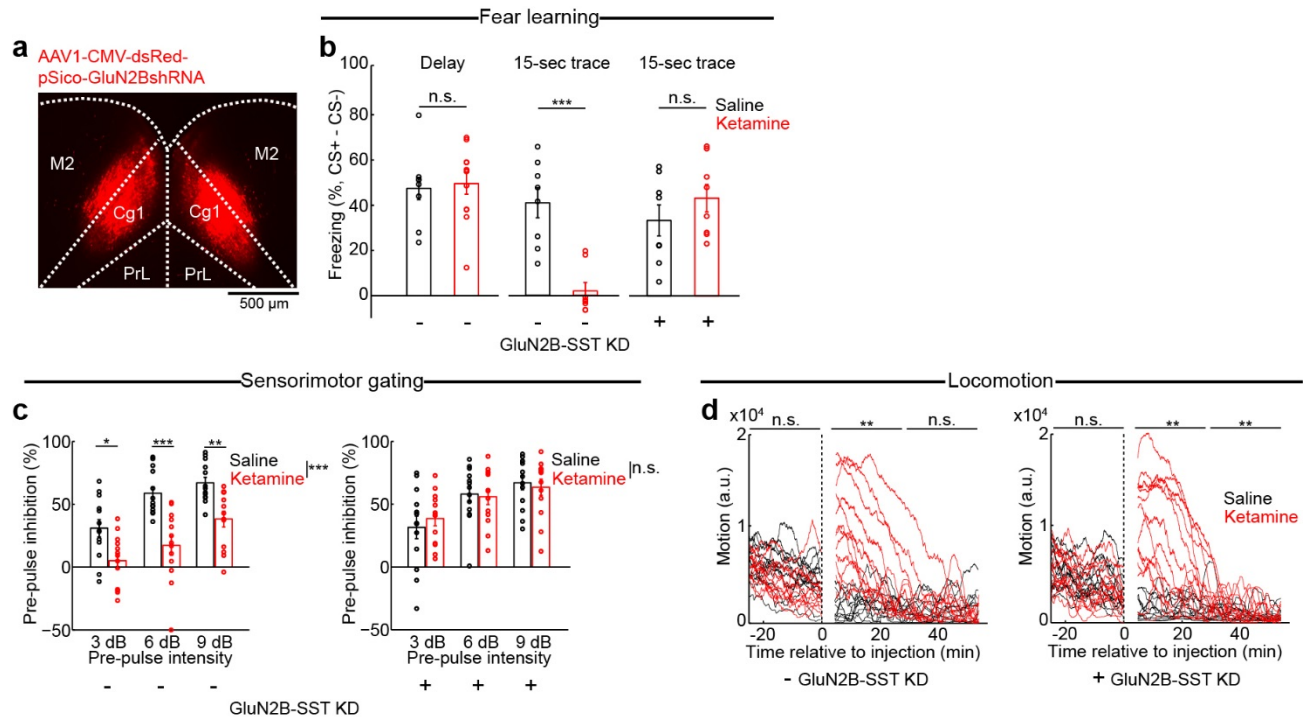 Fear learning
a
AAV1-CMV-dsRed-
pSico-GluN2BshRNA
M2
M2
Cg1
Cg1
PrL
PrL
500 µm
b
Delay
15-sec trace
15-sec trace
n.s.
***
n.s.
Saline
Ketamine
Freezing (%, CS+ - CS-)
100
80
60
40
20
0
- - - - + +
GluN2B-SST KD
Sensorimotor gating
c
Pre-pulse inhibition (%)
100
50
0
−50
* *** **
Saline
Ketamine
***
3 dB 6 dB 9 dB
Pre-pulse intensity
- - -
Pre-pulse inhibition (%)
100
50
0
−50
Saline
Ketamine
n.s.
3 dB 6 dB 9 dB
Pre-pulse intensity
+ + +
GluN2B-SST KD
Locomotion
d
x10⁴
n.s. ** n.s.
Motion (a.u.)
2
1
0
-20 0 20 40
Time relative to injection (min)
- GluN2B-SST KD
x10⁴
n.s. ** **
Motion (a.u.)
2
1
0
Saline
Ketamine
-20 0 20 40
Time relative to injection (min)
+ GluN2B-SST KD